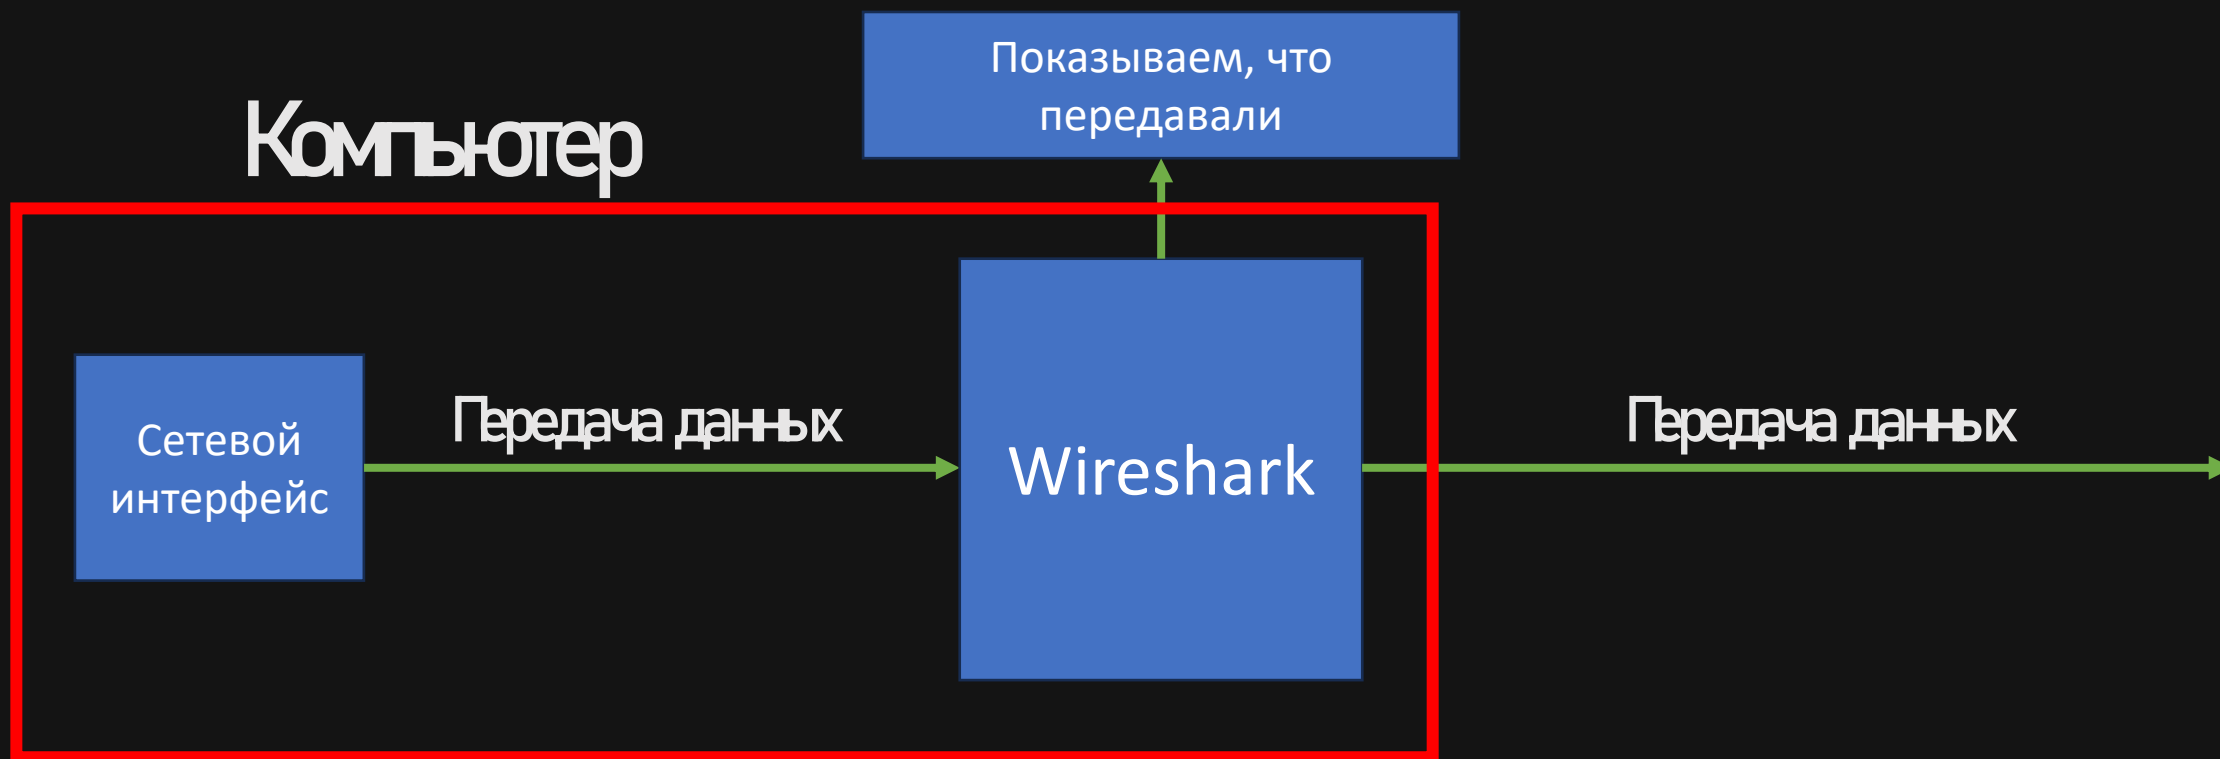 Показываем, что
передавали
Компьютер
Сетевой
интерфейс
Передача данных
Wireshark
Передача данных